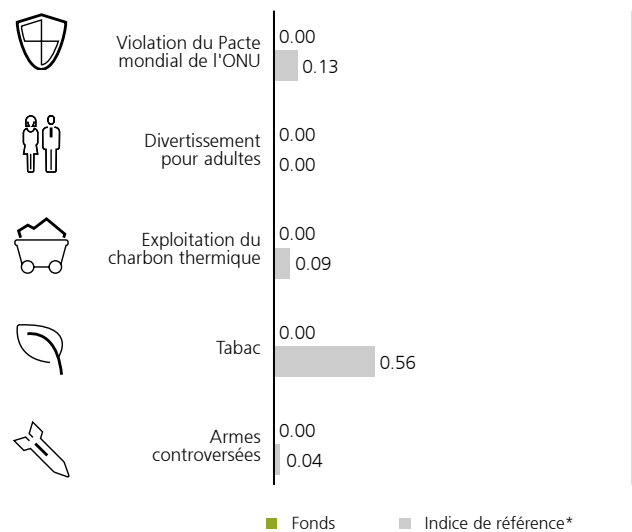 Violation du Pacte
mondial de l'ONU
0.00
0.13
Divertissement
pour adultes
0.00
0.00
Exploitation du
charbon thermique
0.00
0.09
Tabac
0.00
0.56
Armes
controversées
0.00
0.04
Fonds
Indice de référence*